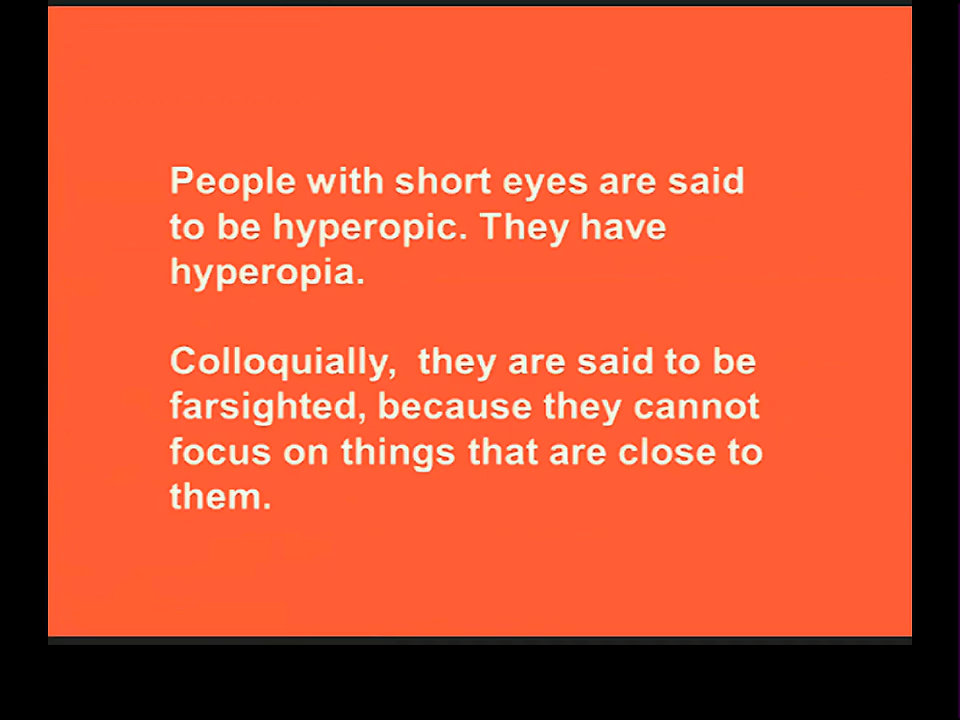 People with short eyes are said
to be hyperopic. They have
hyperopia.
Colloquially,  they are said to be
farsighted, because they cannot
focus on things that are close to
them.